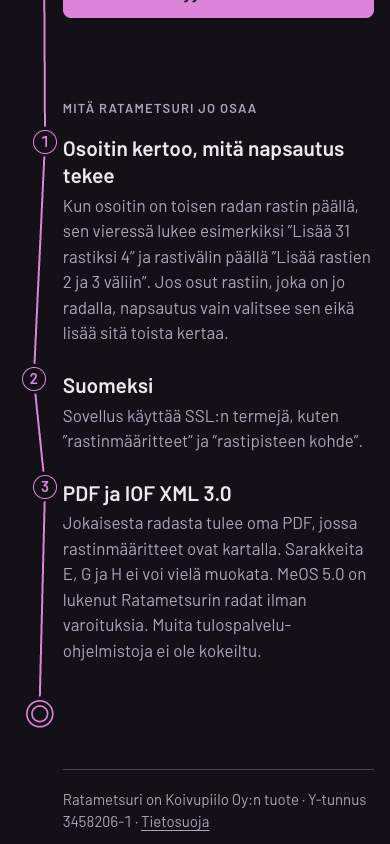 MITÄ RATAMETSURI JO OSAA
1
Osoitin kertoo, mitä napsautus
tekee
Kun osoitin on toisen radan rastin päällä,
sen vieressä lukee esimerkiksi ”Lisää 31
rastiksi 4” ja rastivälin päällä ”Lisää rastien
2 ja 3 väliin”. Jos osut rastiin, joka on jo
radalla, napsautus vain valitsee sen eikä
lisää sitä toista kertaa.
2
Suomeksi
Sovellus käyttää SSL:n termejä, kuten
”rastinmääritteet” ja ”rastipisteen kohde”.
3
PDF ja IOF XML 3.0
Jokaisesta radasta tulee oma PDF, jossa
rastinmääritteet ovat kartalla. Sarakkeita
E, G ja H ei voi vielä muokata. MeOS 5.0 on
lukenut Ratametsurin radat ilman
varoituksia. Muita tulospalvelu-
ohjelmistoja ei ole kokeiltu.
Ratametsuri on Koivupiilo Oy:n tuote · Y-tunnus
3458206-1 · Tietosuoja